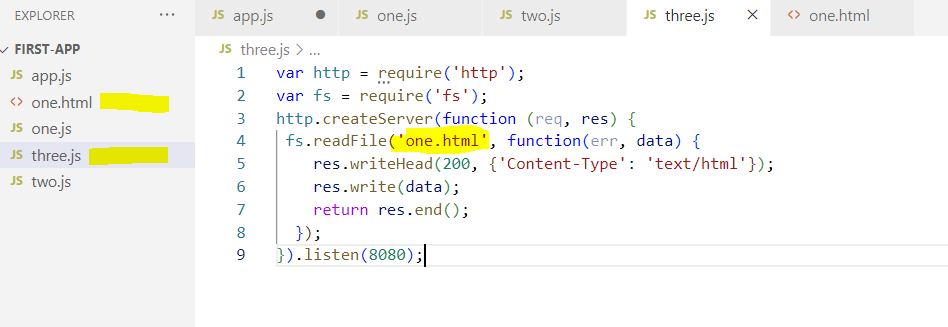 EXPLORER ...
FIRST-APP
JS app.js
<> one.html
JS one.js
JS three.js
JS two.js
JS app.js ● JS one.js JS two.js JS three.js × <> one.html
JS three.js > ...
1 var http = require('http');
2 var fs = require('fs');
3 http.createServer(function (req, res) {
4 fs.readFile('one.html', function(err, data) {
5 res.writeHead(200, {'Content-Type': 'text/html'});
6 res.write(data);
7 return res.end();
8 });
9 }).listen(8080);